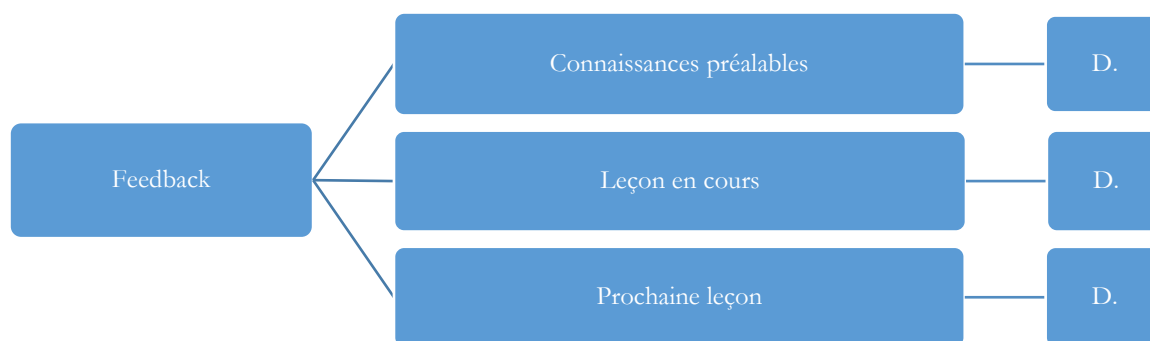 Feedback
Connaissances préalables
D.
Leçon en cours
D.
Prochaine leçon
D.